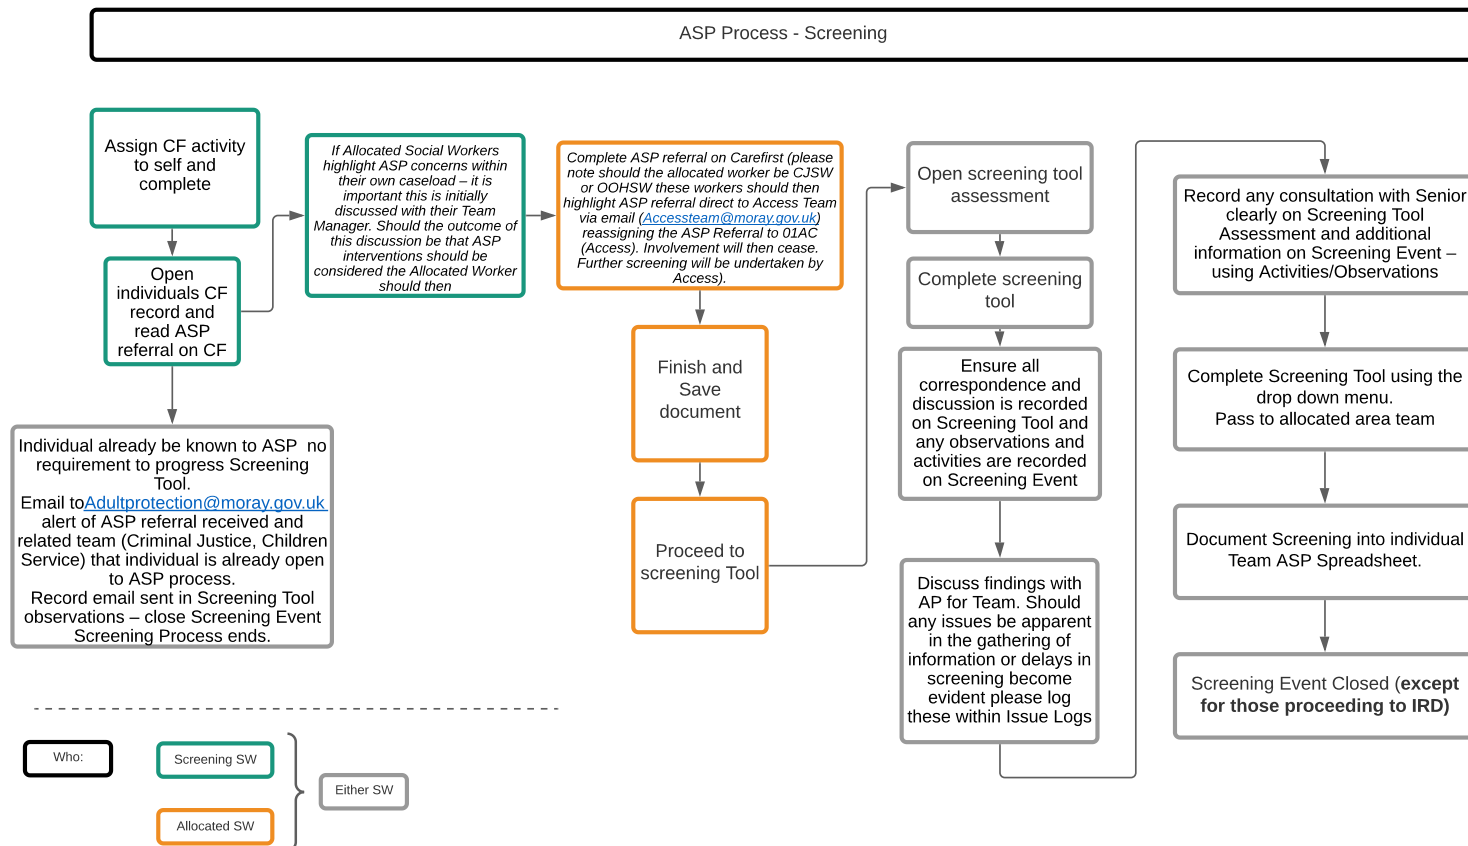 ASP Process - Screening
Assign CF activity
to self and
complete
Open
individuals CF
record and
read ASP
referral on CF
Individual already be known to ASP  no
requirement to progress Screening
Tool.
Email toAdultprotection@moray.gov.uk
alert of ASP referral received and
related team (Criminal Justice, Children
Service) that individual is already open
to ASP process.
Record email sent in Screening Tool
observations – close Screening Event
Screening Process ends.
If Allocated Social Workers
highlight ASP concerns within
their own caseload – it is
important this is initially
discussed with their Team
Manager. Should the outcome of
this discussion be that ASP
interventions should be
considered the Allocated Worker
should then
Complete ASP referral on Carefirst (please
note should the allocated worker be CJSW
or OOHSW these workers should then
highlight ASP referral direct to Access Team
via email (Accessteam@moray.gov.uk)
reassigning the ASP Referral to 01AC
(Access). Involvement will then cease.
Further screening will be undertaken by
Access).
Finish and
Save
document
Proceed to
screening Tool
Open screening tool
assessment
Complete screening
tool
Ensure all
correspondence and
discussion is recorded
on Screening Tool and
any observations and
activities are recorded
on Screening Event
Discuss findings with
AP for Team. Should
any issues be apparent
in the gathering of
information or delays in
screening become
evident please log
these within Issue Logs
Record any consultation with Senior
clearly on Screening Tool
Assessment and additional
information on Screening Event –
using Activities/Observations
Complete Screening Tool using the
drop down menu.
Pass to allocated area team
Document Screening into individual
Team ASP Spreadsheet.
Screening Event Closed (except
for those proceeding to IRD)
Who:
Screening SW
Allocated SW
Either SW